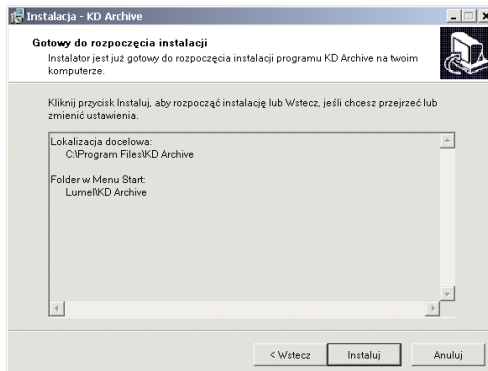 Instalacja - KD Archive
Gotowy do rozpoczęcia instalacji
Instalator jest już gotowy do rozpoczęcia instalacji programu KD Archive na twoim
komputerze.
Kliknij przycisk Instaluj, aby rozpocząć instalację lub Wstecz, jeśli chcesz przejrzeć lub
zmienić ustawienia.
Lokalizacja docelowa:
C:\Program Files\KD Archive
Folder w Menu Start:
Lumel\KD Archive
< Wstecz
Instaluj
Anuluj